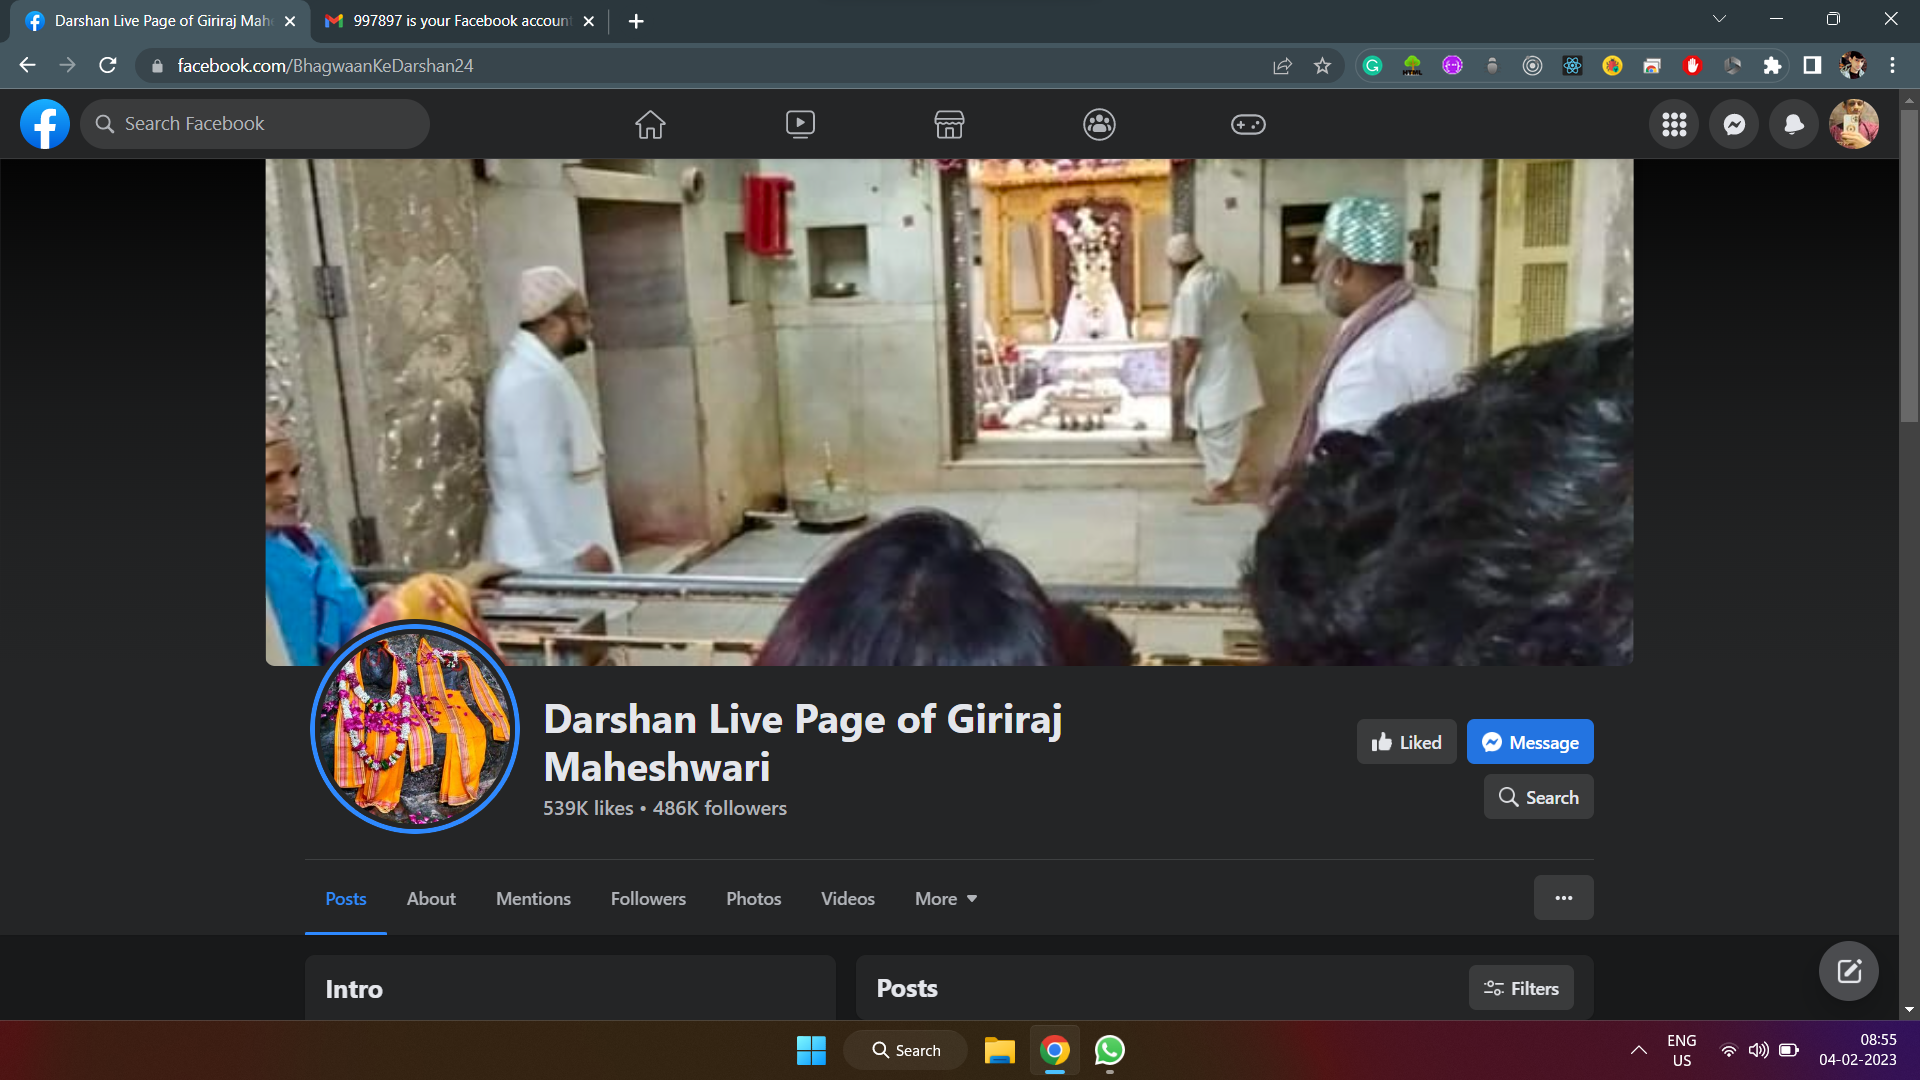 Darshan Live Page of Giriraj Mahe
997897 is your Facebook accoun
facebook.com/BhagwaanKeDarshan24
Search Facebook
Darshan Live Page of Giriraj
Maheshwari
539K likes • 486K followers
Liked
Message
Search
Posts
About
Mentions
Followers
Photos
Videos
More
Intro
Posts
Filters
Search
ENG
US
08:55
04-02-2023